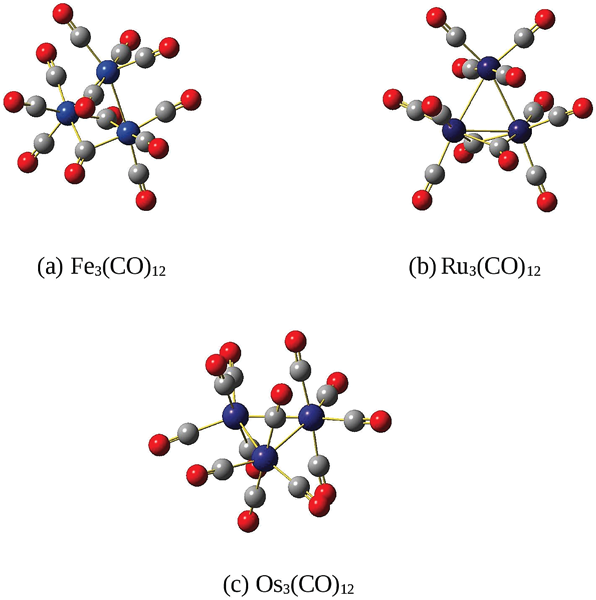 (a) Fe₃(CO)₁₂
(b) Ru₃(CO)₁₂
(c) Os₃(CO)₁₂